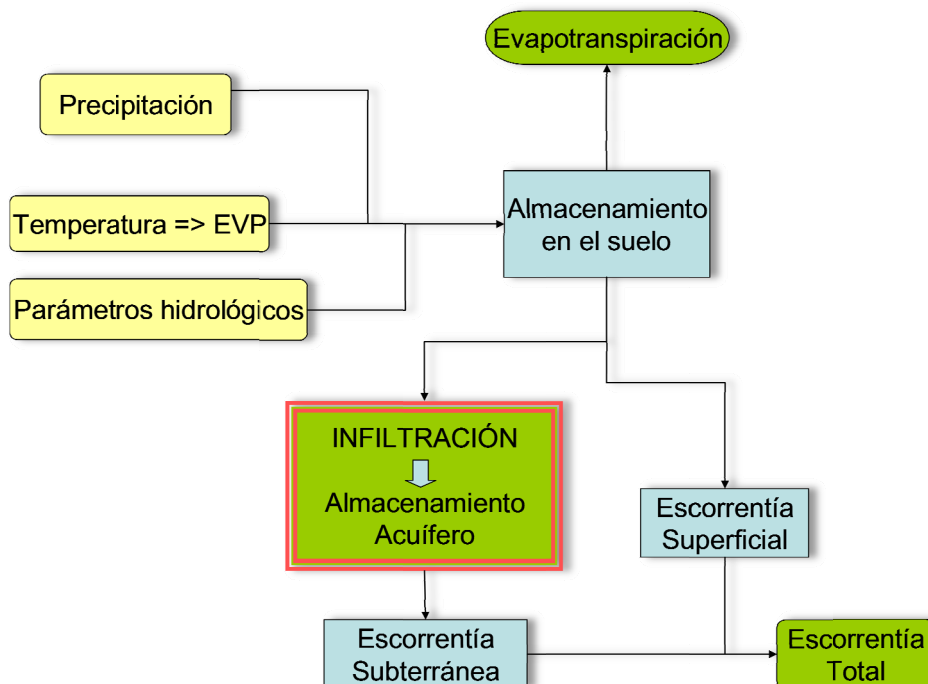 Evapotranspiración
Precipitación
Temperatura => EVP
Parámetros hidrológicos
Almacenamiento
en el suelo
INFILTRACIÓN
Almacenamiento
Acuífero
Escorrentía
Superficial
Escorrentía
Subterránea
Escorrentía
Total